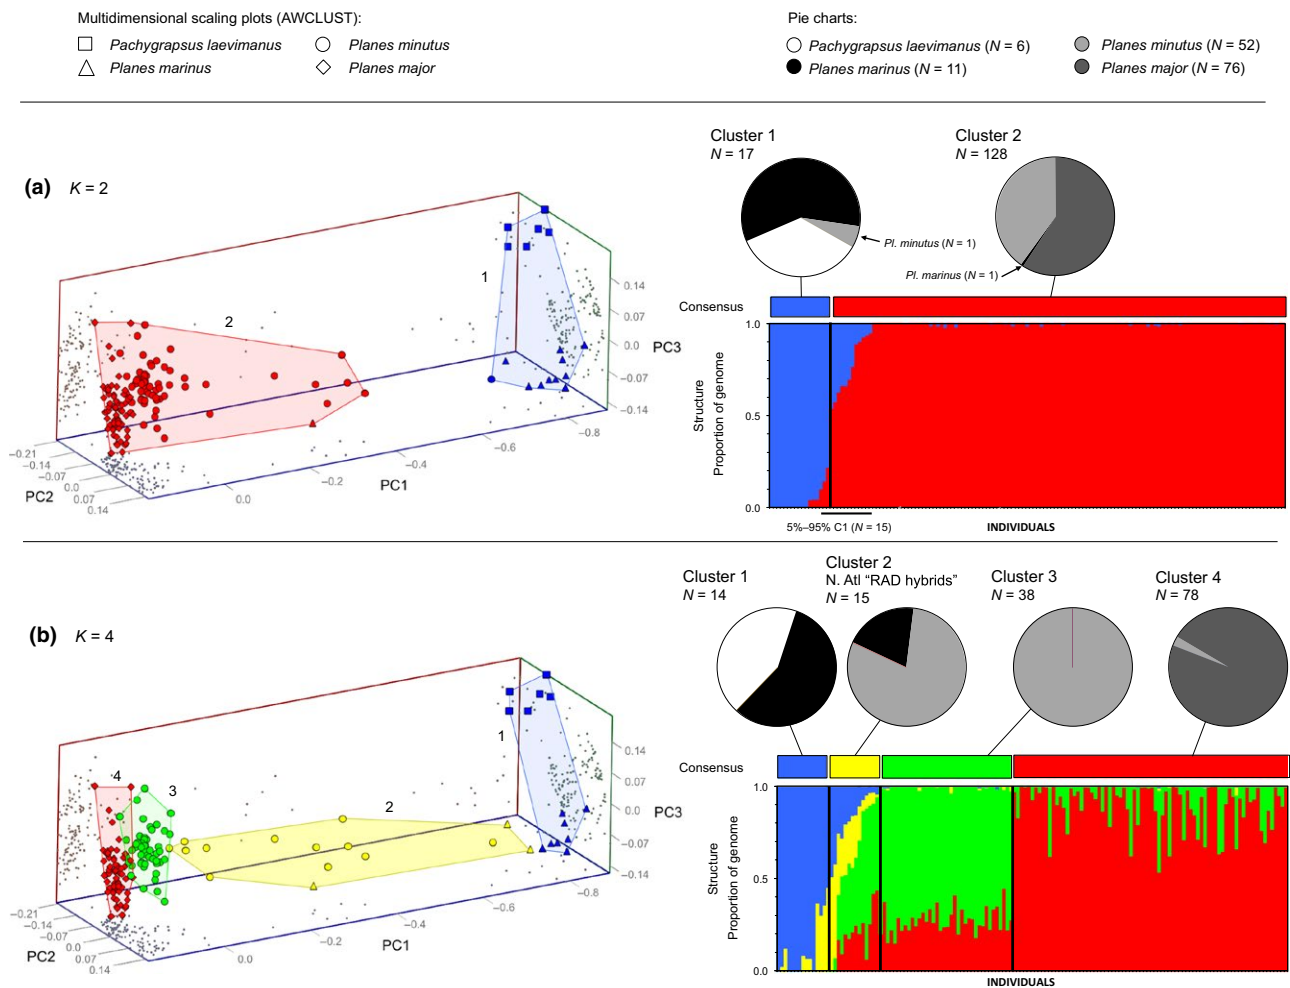 Multidimensional scaling plots (AWCLUST):
Pachygrapsus laevimanus
Planes minutus
Planes marinus
Planes major
Pie charts:
Pachygrapsus laevimanus (N = 6)
Planes minutus (N = 52)
Planes marinus (N = 11)
Planes major (N = 76)
(a) K = 2
1
2
0.14
0.07
0.0
−0.07
−0.14
PC3
−0.21
−0.14
−0.07
0.0
0.07
0.14
PC2
0.0
−0.2
−0.4
−0.6
−0.8
PC1
Cluster 1
N = 17
Cluster 2
N = 128
Pl. minutus (N = 1)
Pl. marinus (N = 1)
Consensus
Structure
Proportion of genome
1.0
0.5
0.0
5%–95% C1 (N = 15)
INDIVIDUALS
(b) K = 4
1
2
3
4
0.14
0.07
0.0
−0.07
−0.14
PC3
−0.21
−0.14
−0.07
0.0
0.07
0.14
PC2
0.0
−0.2
−0.4
−0.6
−0.8
PC1
Cluster 1
N = 14
Cluster 2
N. Atl “RAD hybrids”
N = 15
Cluster 3
N = 38
Cluster 4
N = 78
Consensus
Structure
Proportion of genome
1.0
0.5
0.0
INDIVIDUALS